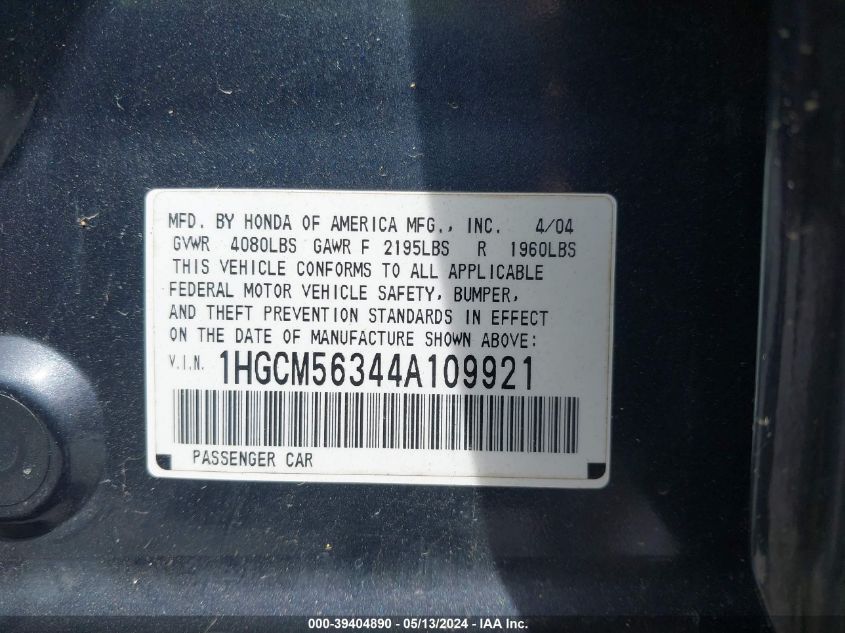 MFD. BY HONDA OF AMERICA MFG., INC. 4/04
GVWR 4080LBS GAWR F 2195LBS R 1960LBS
THIS VEHICLE CONFORMS TO ALL APPLICABLE
FEDERAL MOTOR VEHICLE SAFETY, BUMPER,
AND THEFT PREVENTION STANDARDS IN EFFECT
ON THE DATE OF MANUFACTURE SHOWN ABOVE:
V.I.N. 1HGCM56344A109921
PASSENGER CAR
000-39404890 - 05/13/2024 - IAA Inc.